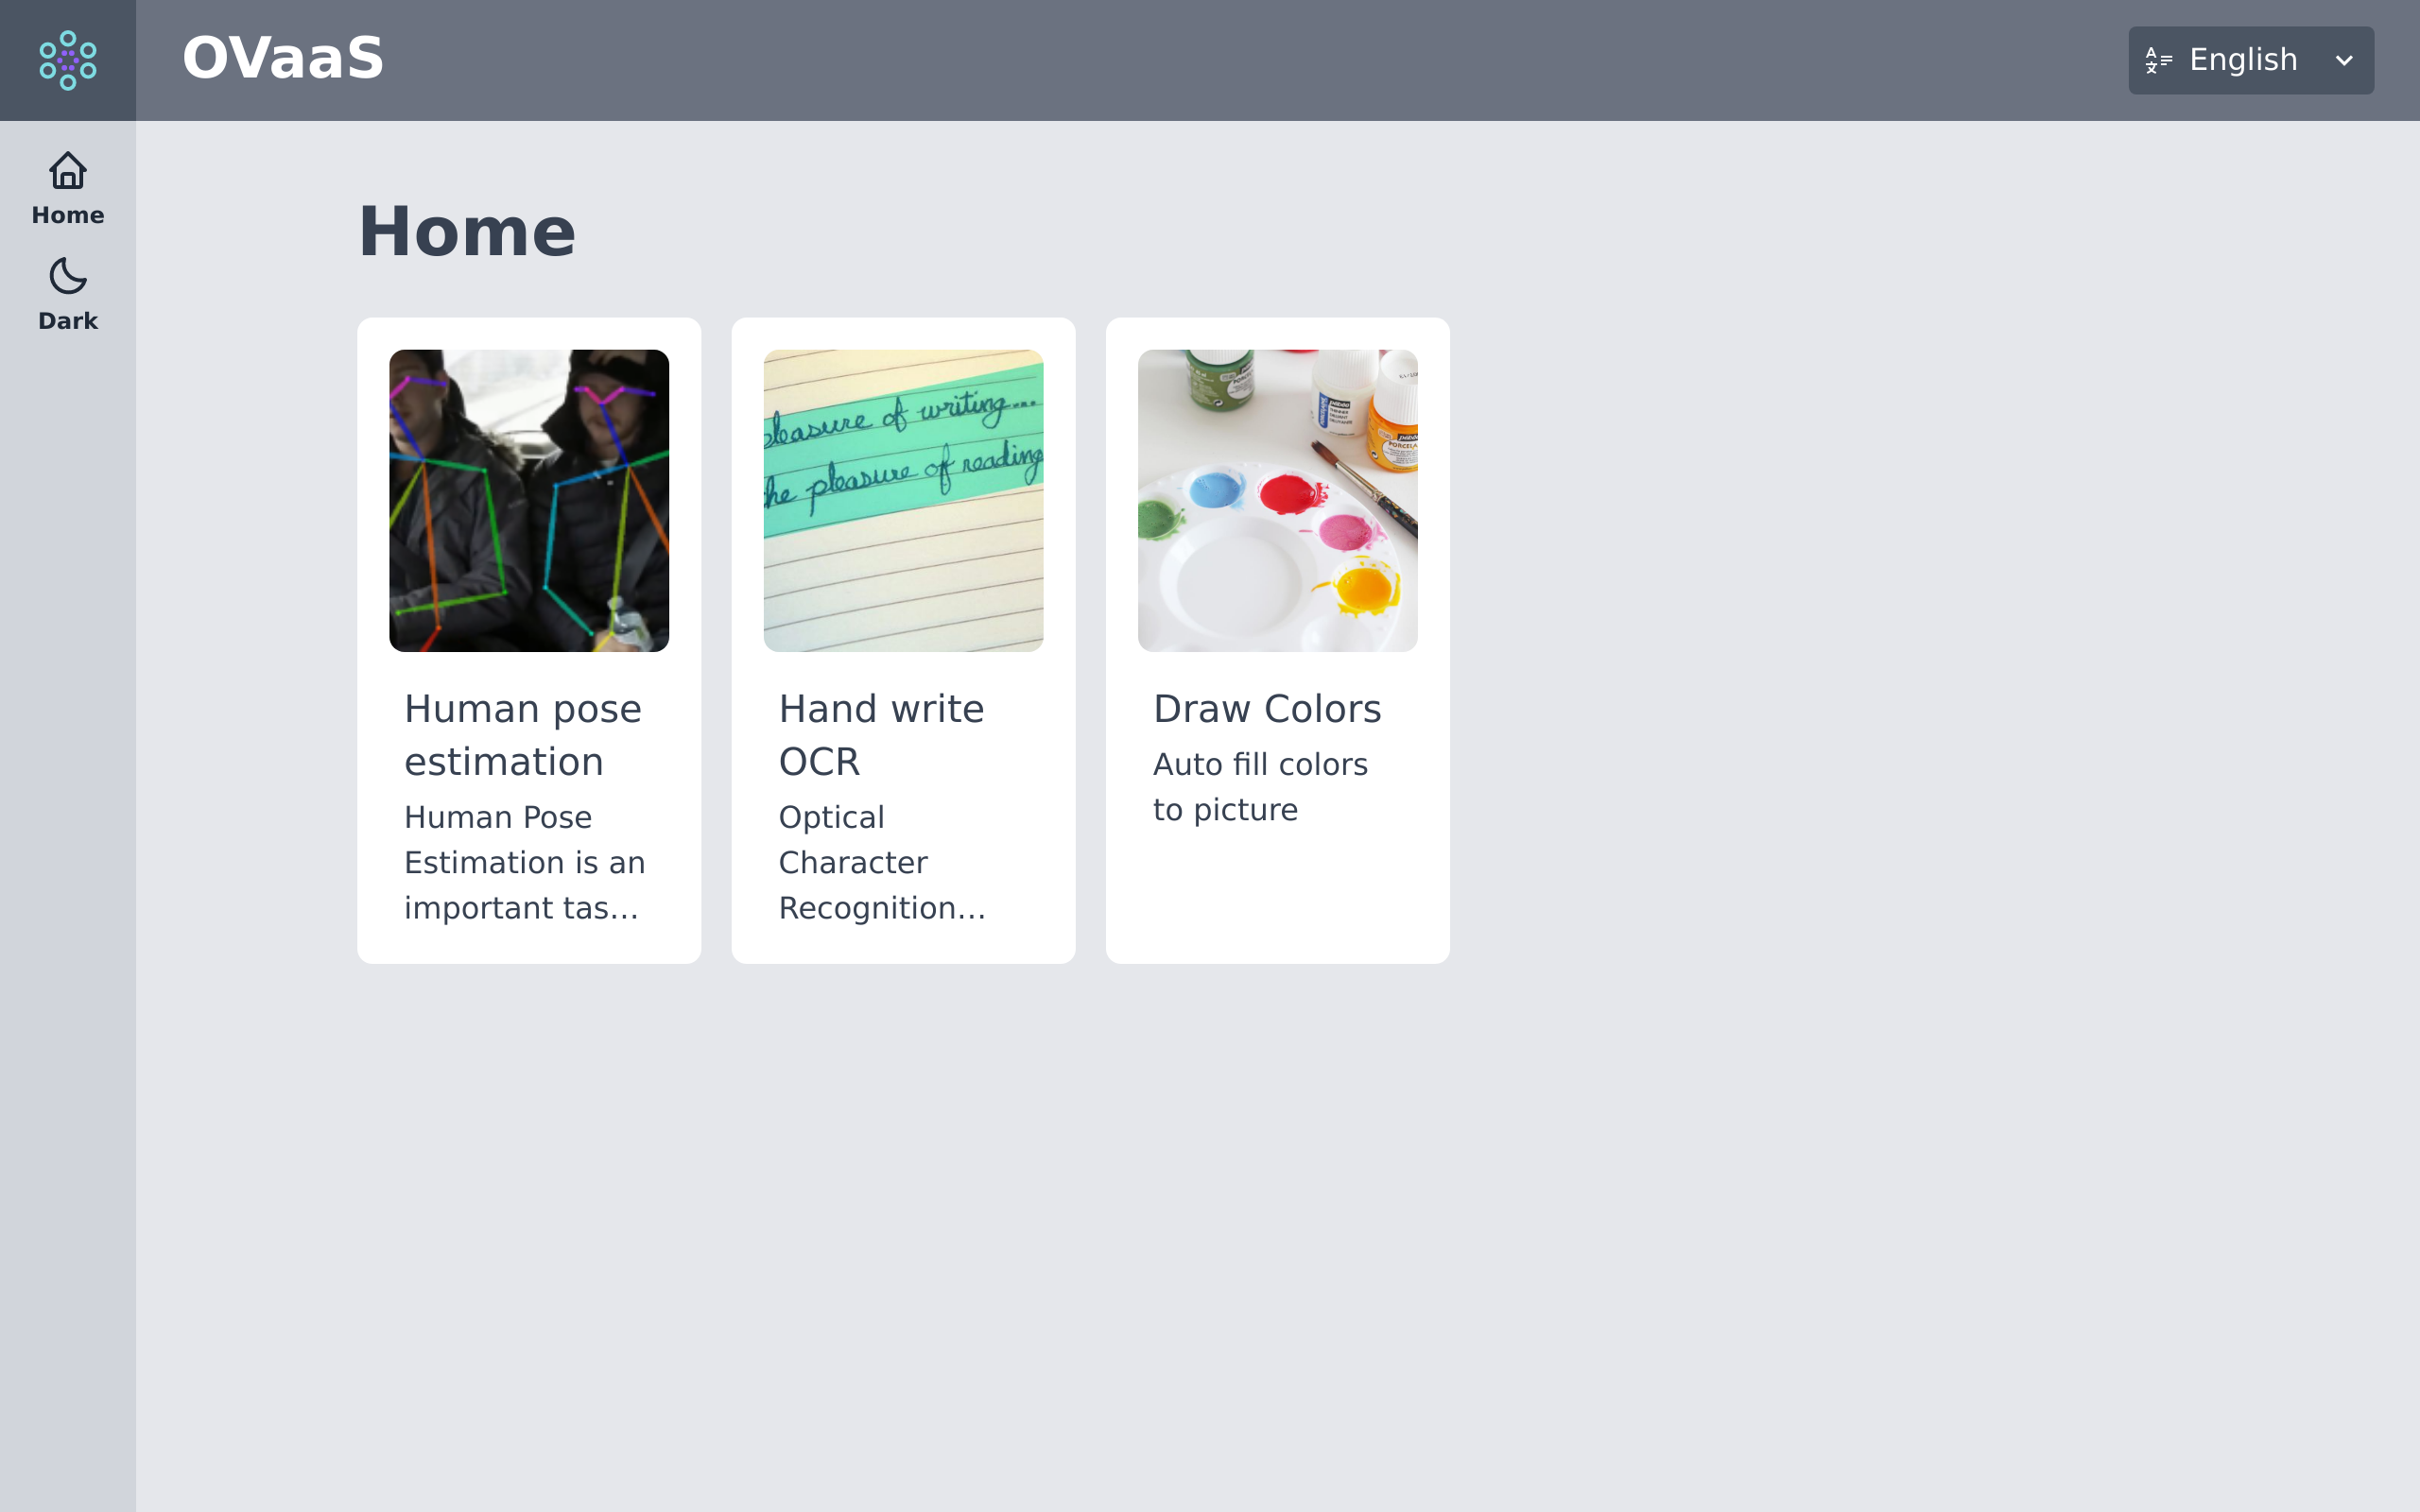 OVaaS
English
Home
Dark
Home
pleasure of writing...
the pleasure of reading
PORCELA
Human pose
estimation
Human Pose
Estimation is an
important tas...
Hand write
OCR
Optical
Character
Recognition...
Draw Colors
Auto fill colors
to picture